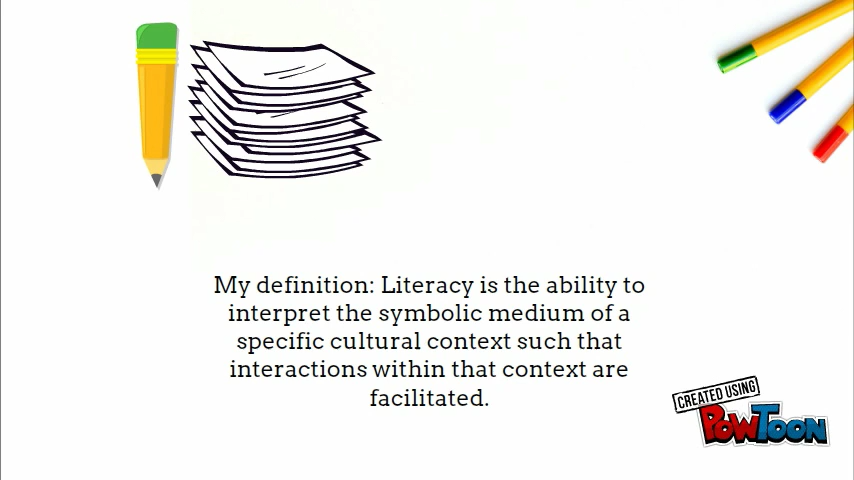 My definition: Literacy is the ability to
interpret the symbolic medium of a
specific cultural context such that
interactions within that context are
facilitated.
CREATED USING
POWTOON